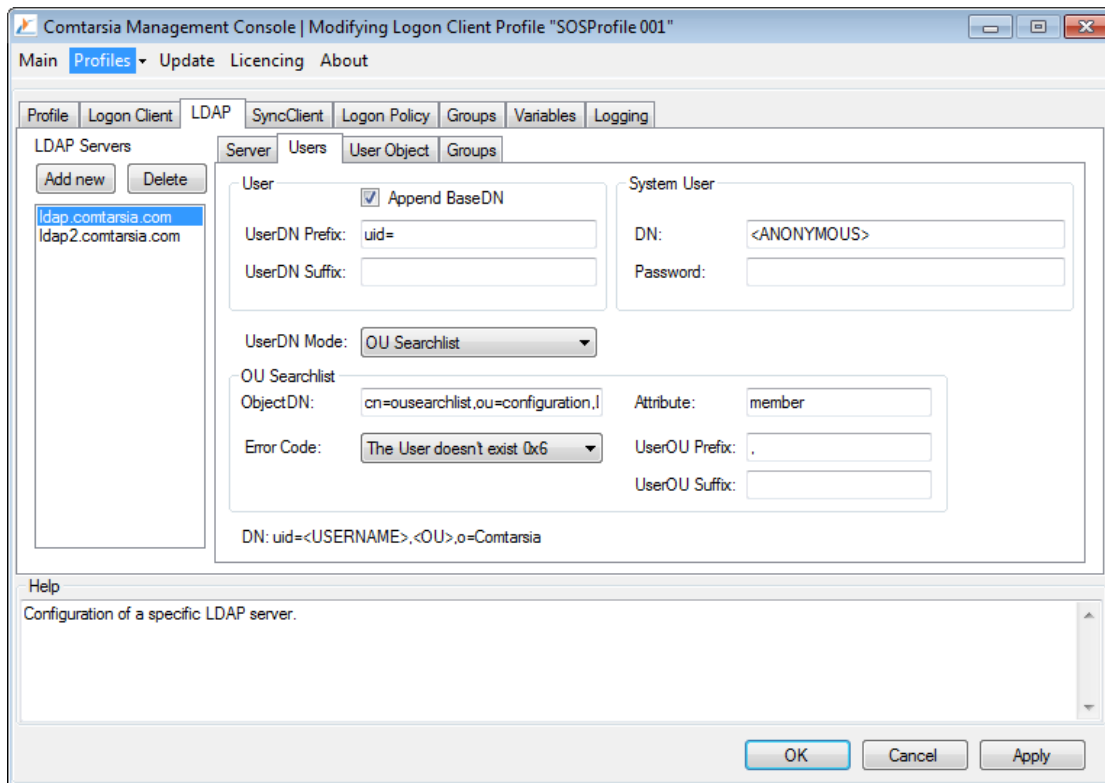 Comtarsia Management Console | Modifying Logon Client Profile "SOSProfile 001"
Main Profiles Update Licencing About
Profile Logon Client LDAP SyncClient Logon Policy Groups Variables Logging
LDAP Servers
Add new Delete
ldap.comtarsia.com
ldap2.comtarsia.com
Server Users User Object Groups
User
Append BaseDN
UserDN Prefix: uid=
UserDN Suffix:
System User
DN: <ANONYMOUS>
Password:
UserDN Mode: OU Searchlist
OU Searchlist
ObjectDN: cn=ousearchlist,ou=configuration,l
Attribute: member
Error Code: The User doesn't exist 0x6
UserOU Prefix: ,
UserOU Suffix:
DN: uid=<USERNAME>,<OU>,o=Comtarsia
Help
Configuration of a specific LDAP server.
OK Cancel Apply